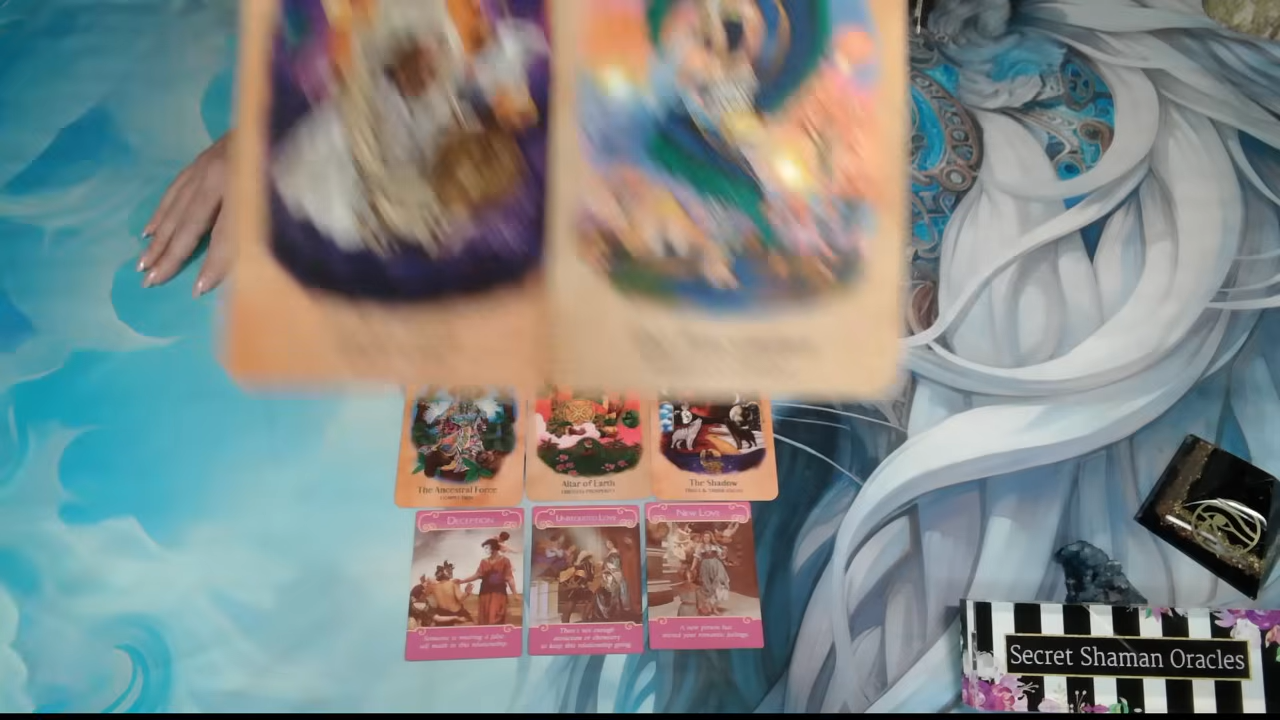 The Ancestral Force
Altar of Earth
The Shadow
DECEPTION
UNREQUITED LOVE
NEW LOVE
Someone is wearing a false
self mask in this relationship.
There's not enough
attraction or chemistry
to keep this relationship going.
A new person has
stirred your romantic feelings.
Secret Shaman Oracles